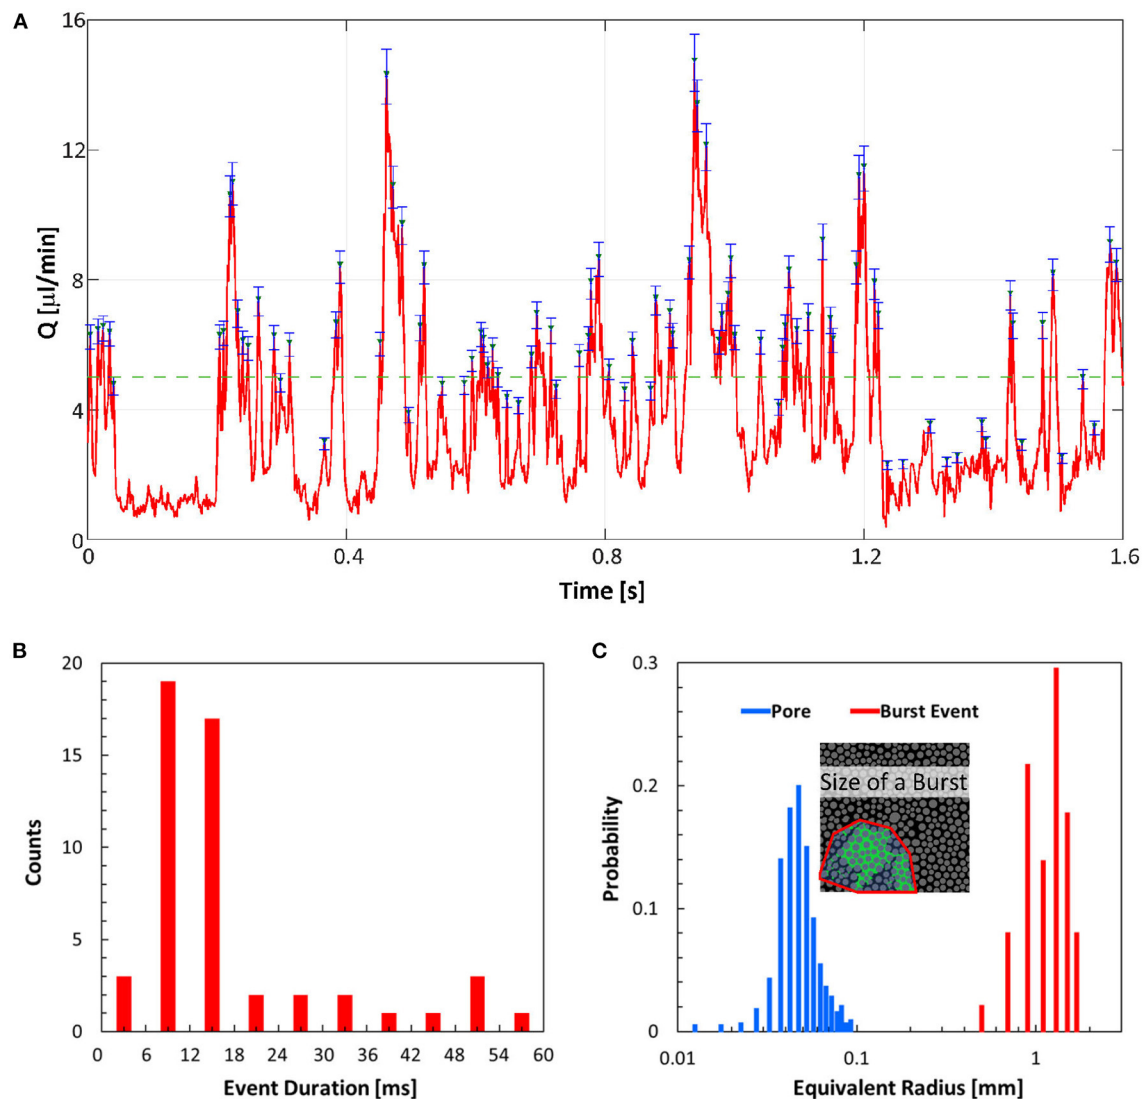 A
16
12
8
4
0
Q [µl/min]
0 0.4 0.8 1.2 1.6
Time [s]
B
20
15
10
5
0
Counts
0 6 12 18 24 30 36 42 48 54 60
Event Duration [ms]
C
0.3
0.2
0.1
0
Probability
Pore Burst Event
Size of a Burst
0.01 0.1 1
Equivalent Radius [mm]